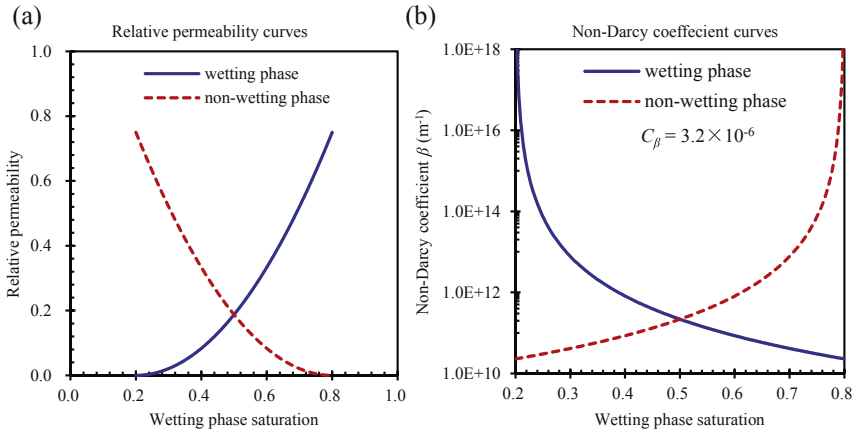 (a)
Relative permeability curves
1.0
0.8
0.6
0.4
0.2
0.0
Relative permeability
wetting phase
non-wetting phase
0.0 0.2 0.4 0.6 0.8 1.0
Wetting phase saturation
(b)
Non-Darcy coeffecient curves
1.0E+18
1.0E+16
1.0E+14
1.0E+12
1.0E+10
Non-Darcy coefficient β (m⁻¹)
wetting phase
non-wetting phase
Cᵦ = 3.2×10⁻⁶
0.2 0.3 0.4 0.5 0.6 0.7 0.8
Wetting phase saturation